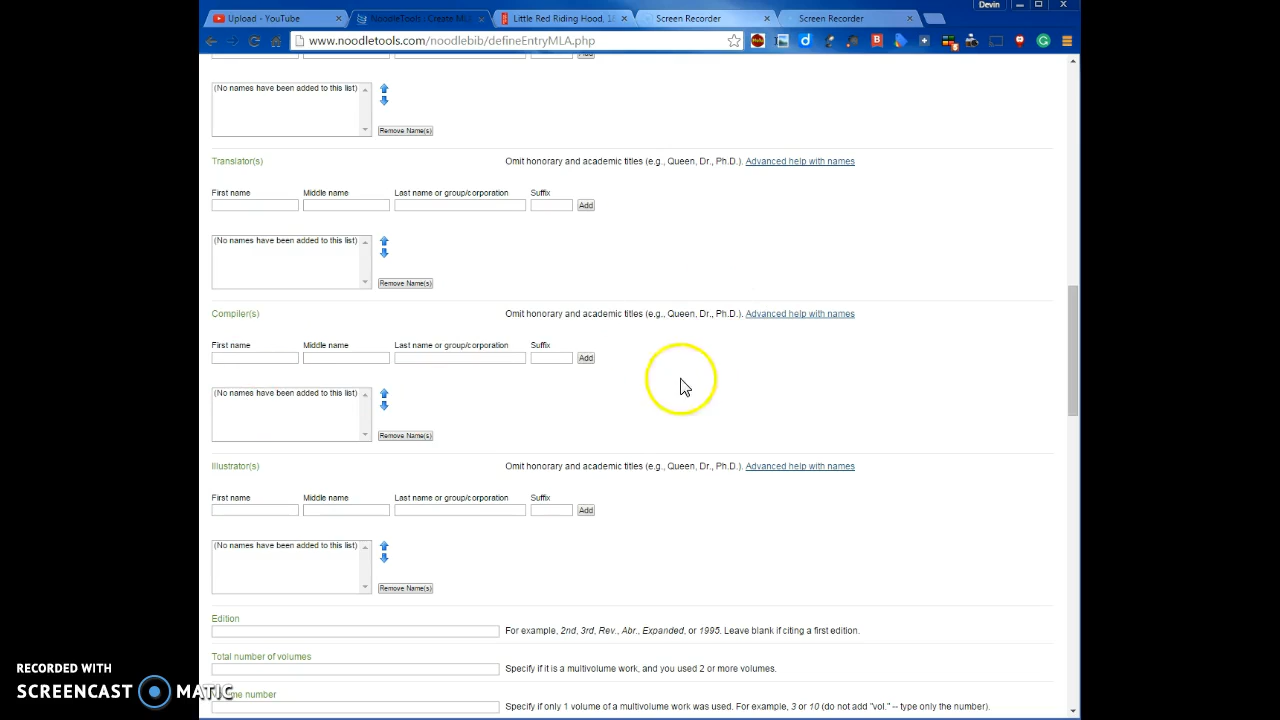 Devin
Upload - YouTube
NoodleTools : Create ML
Little Red Riding Hood, 1
Screen Recorder
Screen Recorder
www.noodletools.com/noodlebib/defineEntryMLA.php
Add
(No names have been added to this list)
Remove Name(s)
Translator(s)
Omit honorary and academic titles (e.g., Queen, Dr., Ph.D.). Advanced help with names
First name Middle name Last name or group/corporation Suffix
Add
(No names have been added to this list)
Remove Name(s)
Compiler(s)
Omit honorary and academic titles (e.g., Queen, Dr., Ph.D.). Advanced help with names
First name Middle name Last name or group/corporation Suffix
Add
(No names have been added to this list)
Remove Name(s)
Illustrator(s)
Omit honorary and academic titles (e.g., Queen, Dr., Ph.D.). Advanced help with names
First name Middle name Last name or group/corporation Suffix
Add
(No names have been added to this list)
Remove Name(s)
Edition
For example, 2nd, 3rd, Rev., Abr., Expanded, or 1995. Leave blank if citing a first edition.
Total number of volumes
Specify if it is a multivolume work, and you used 2 or more volumes.
me number
Specify if only 1 volume of a multivolume work was used. For example, 3 or 10 (do not add "vol." -- type only the number).
RECORDED WITH
SCREENCAST MATIC